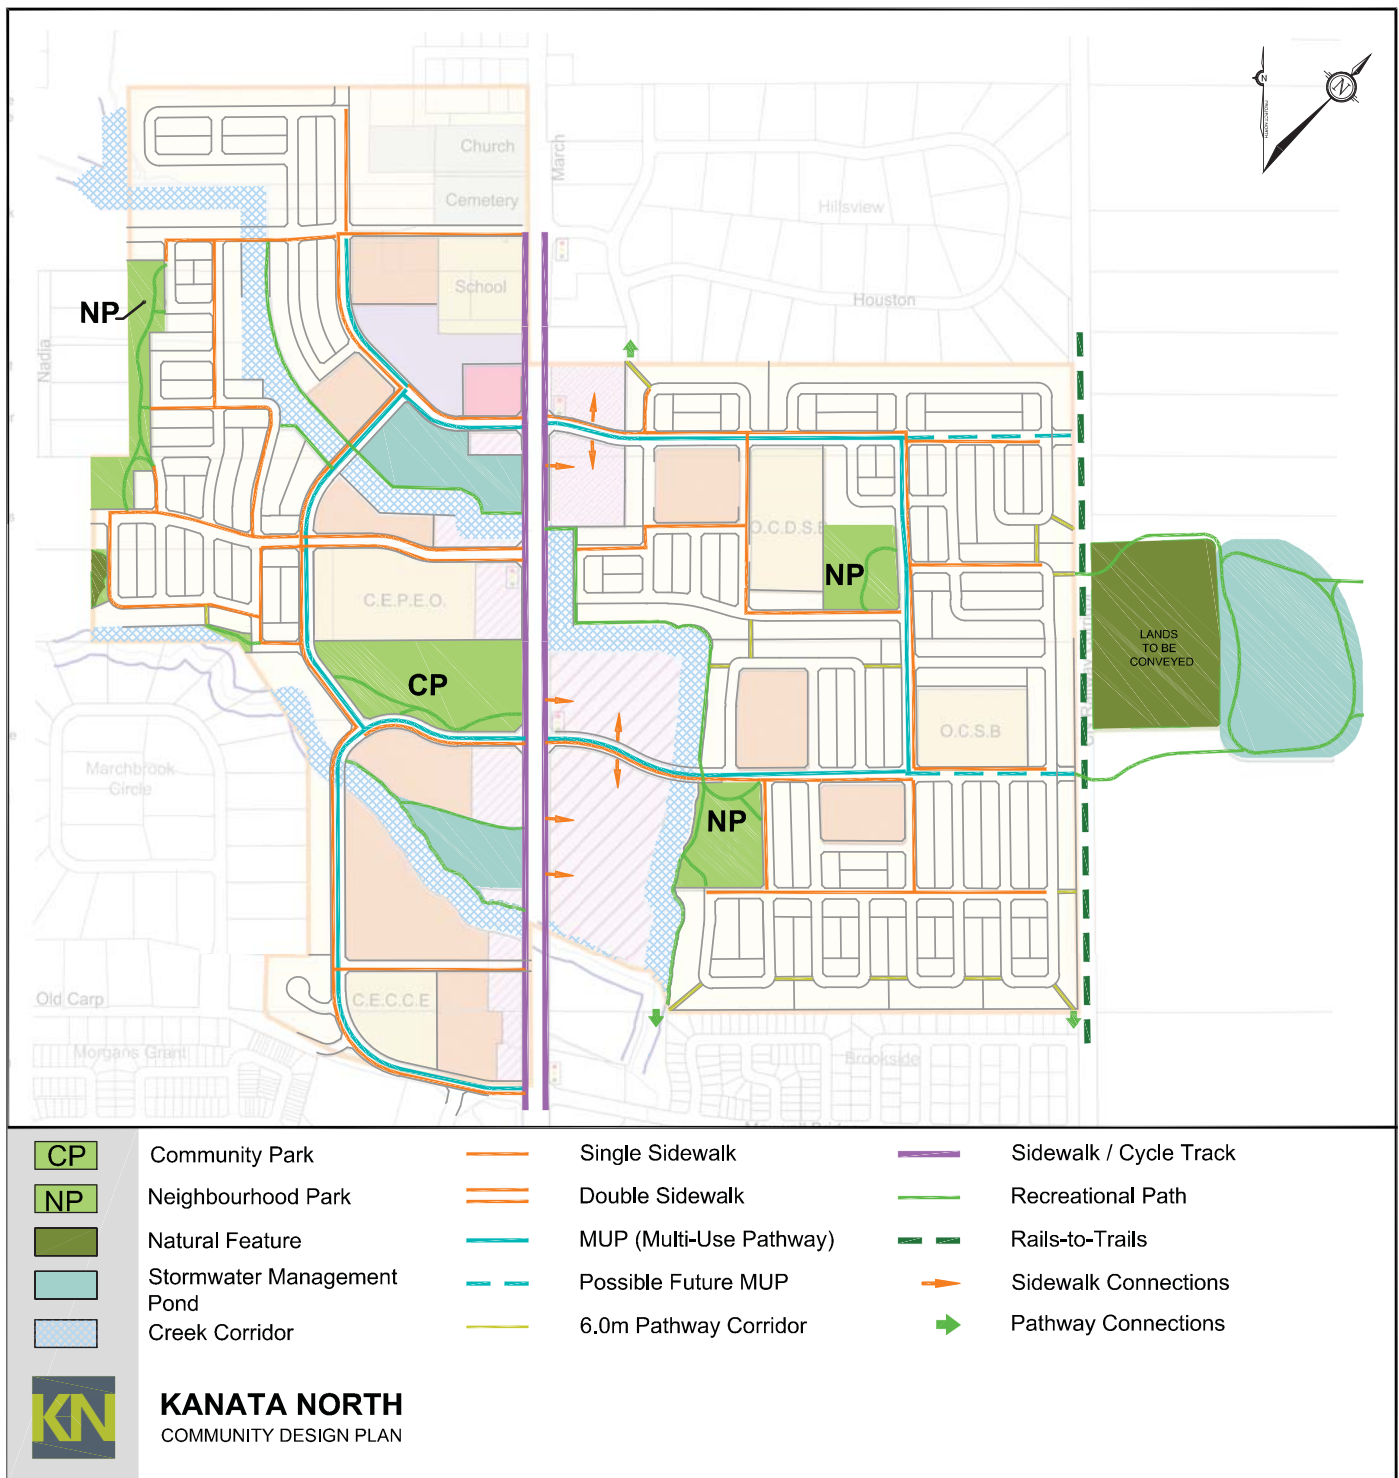 N
PROJECT NORTH
N
Church
March
Cemetery
Hillsview
School
Houston
NP
Nadia
O.C.D.S.B
NP
C.E.P.E.O.
LANDS
TO BE
CONVEYED
CP
O.C.S.B
Marchbrook
Circle
NP
Old Carp
C.E.C.C.E
Morgans Grant
Brookside
CP
Community Park
Single Sidewalk
Sidewalk / Cycle Track
NP
Neighbourhood Park
Double Sidewalk
Recreational Path
Natural Feature
MUP (Multi-Use Pathway)
Rails-to-Trails
Stormwater Management
Pond
Possible Future MUP
Sidewalk Connections
Creek Corridor
6.0m Pathway Corridor
Pathway Connections
KN
KANATA NORTH
COMMUNITY DESIGN PLAN